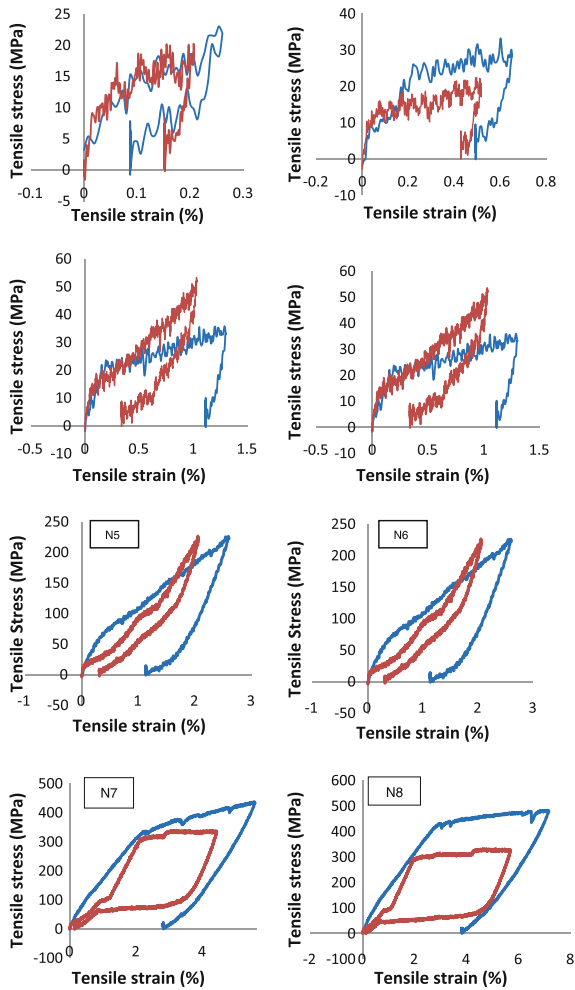 Tensile stress (MPa)
25
20
15
10
5
0
-5
-0.1 0 0.1 0.2 0.3
Tensile strain (%)
Tensile stress (MPa)
40
30
20
10
0
-10
-0.2 0 0.2 0.4 0.6 0.8
Tensile strain (%)
Tensile stress (MPa)
60
50
40
30
20
10
0
-10
-0.5 0 0.5 1 1.5
Tensile strain (%)
Tensile stress (MPa)
60
50
40
30
20
10
0
-10
-0.5 0 0.5 1 1.5
Tensile strain (%)
N5
Tensile Stress (MPa)
250
200
150
100
50
0
-50
-1 0 1 2 3
Tensile strain (%)
N6
Tensile Stress (MPa)
250
200
150
100
50
0
-50
-1 0 1 2 3
Tensile strain (%)
N7
Tensile stress (MPa)
500
400
300
200
100
0
-100
0 2 4
Tensile strain (%)
N8
Tensile stress (MPa)
600
500
400
300
200
100
0
-100
-2 0 2 4 6 8
Tensile strain (%)